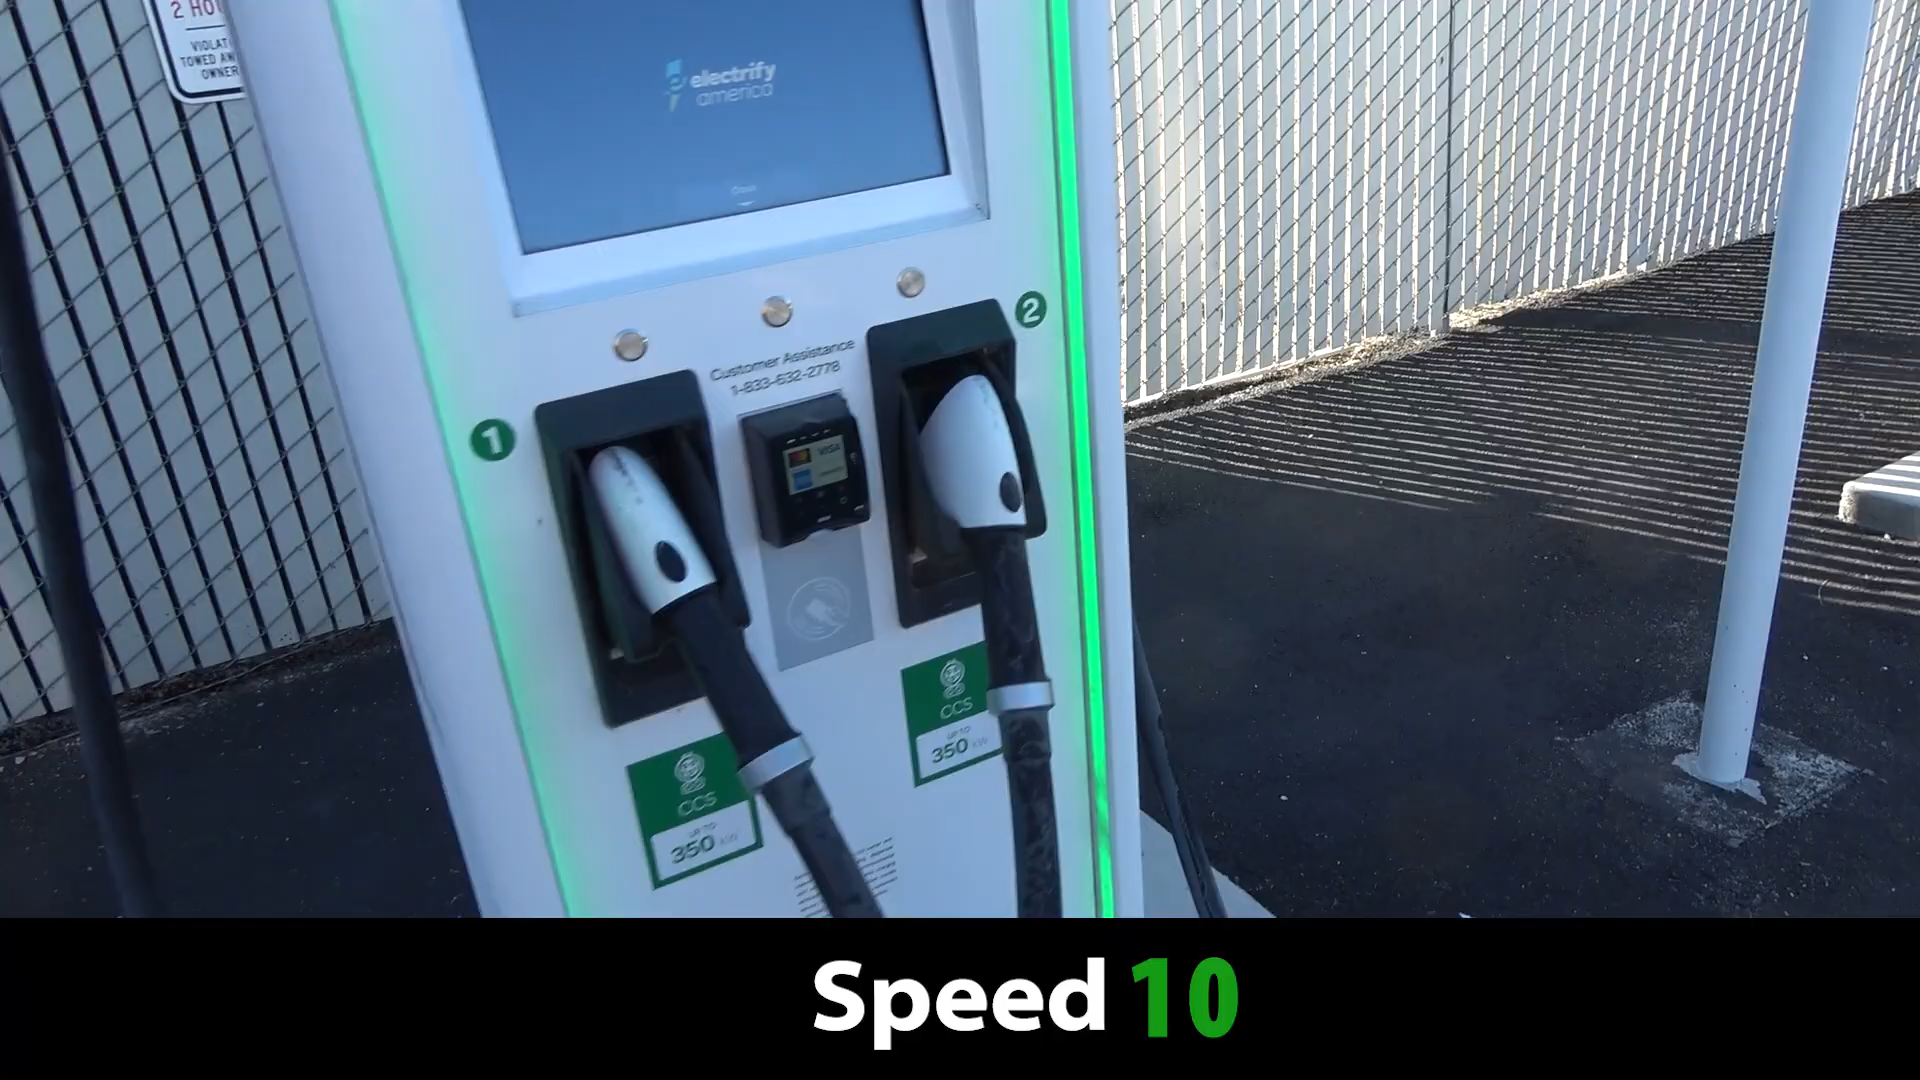 2 HOU
VIOLAT
TOWED AN
OWNER
electrify
america
2
Customer Assistance
1-833-632-2778
1
VISA
CCS
UP TO
350 kW
CCS
UP TO
350 kW
Speed 10